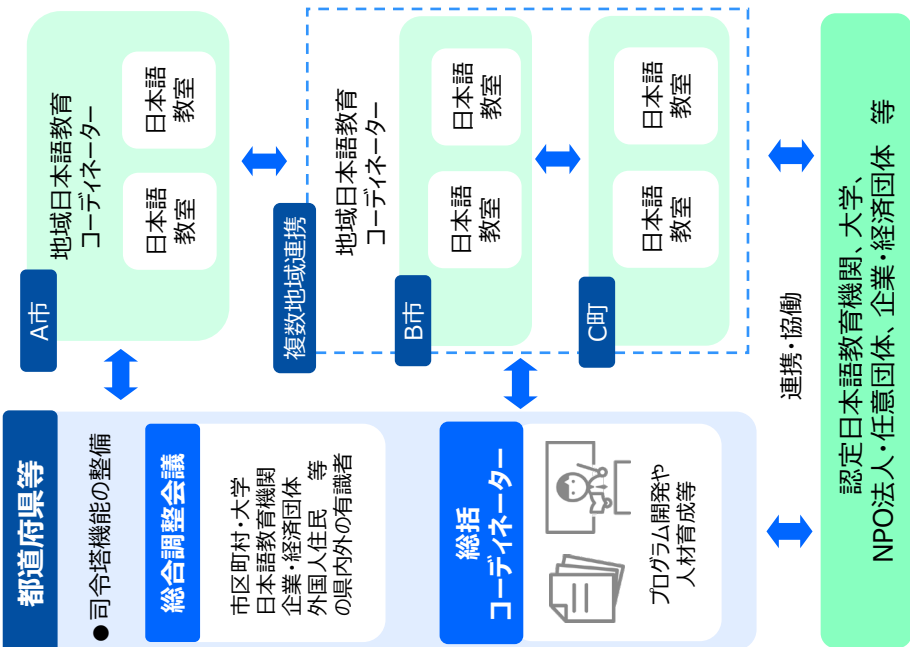 都道府県等
● 司令塔機能の整備
総合調整会議
市区町村・大学
日本語教育機関
企業・経済団体
外国人住民　等
の県内外の有識者
総括
コーディネーター
プログラム開発や
人材育成等
A市
地域日本語教育
コーディネーター
日本語
教室
日本語
教室
複数地域連携
地域日本語教育
コーディネーター
B市
日本語
教室
日本語
教室
C町
日本語
教室
日本語
教室
連携・協働
認定日本語教育機関、大学、
NPO法人・任意団体、企業・経済団体　等